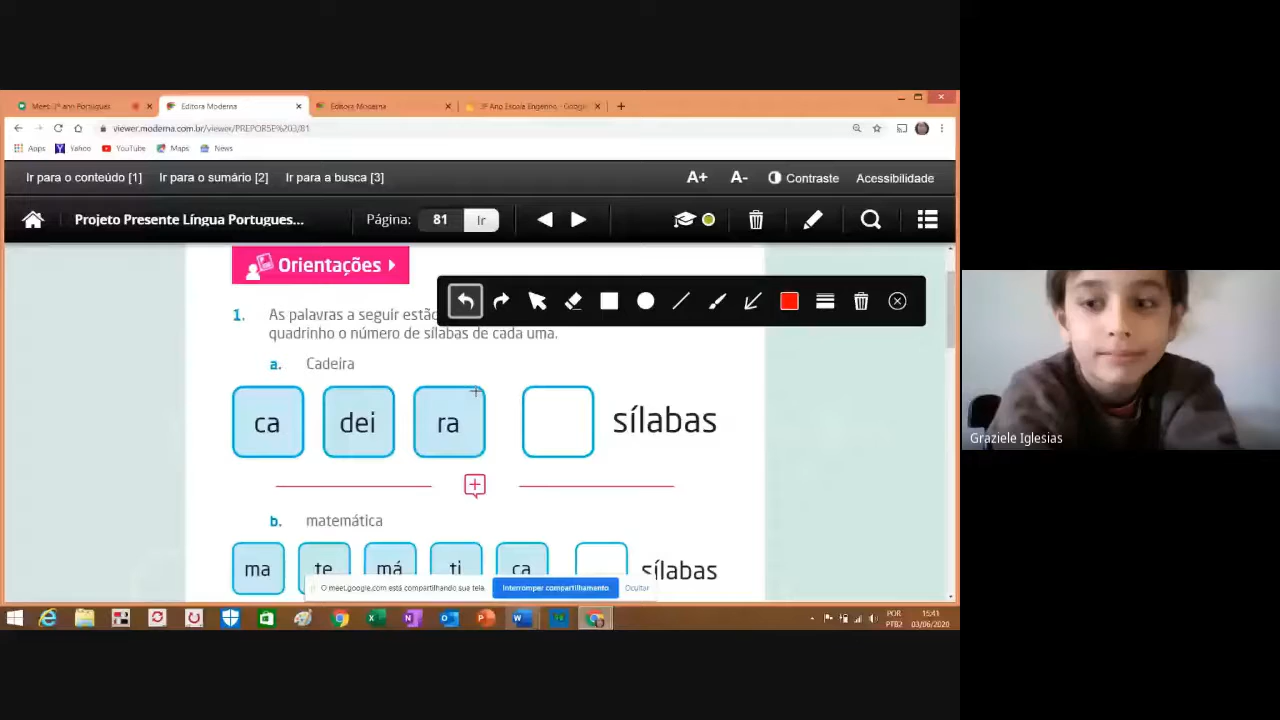 Meet: 3º ano Português
Editora Moderna
Editora Moderna
3º Ano Escola Engenho - Google
viewer.moderna.com.br/viewer/PREPORSP%203/81
Apps Yahoo YouTube Maps News
Ir para o conteúdo [1] Ir para o sumário [2] Ir para a busca [3] A+ A- Contraste Acessibilidade
Projeto Presente Língua Portugues... Página: 81 Ir
Orientações
1. As palavras a seguir estão
quadrinho o número de sílabas de cada uma.
a. Cadeira
ca dei ra sílabas
b. matemática
ma te má ti ca sílabas
O meet.google.com está compartilhando sua tela Interromper compartilhamento Ocultar
POR 15:41
PTB2 03/06/2020
Graziele Iglesias